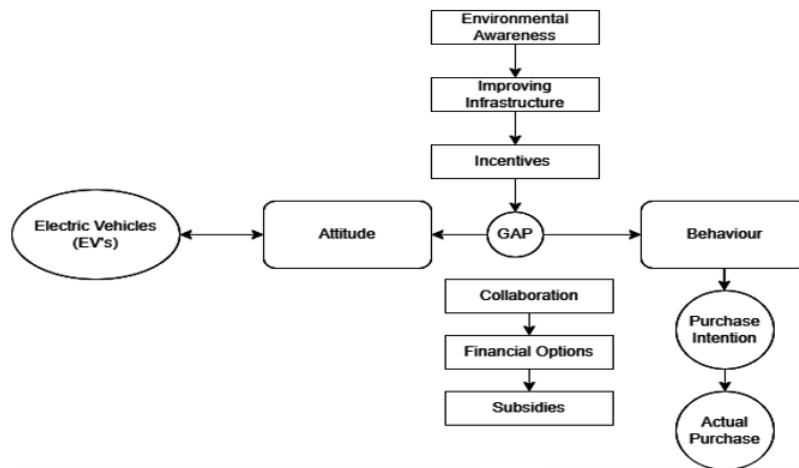 Environmental
Awareness
Improving
Infrastructure
Incentives
Electric Vehicles
(EV's)
Attitude
GAP
Behaviour
Collaboration
Financial Options
Subsidies
Purchase
Intention
Actual
Purchase